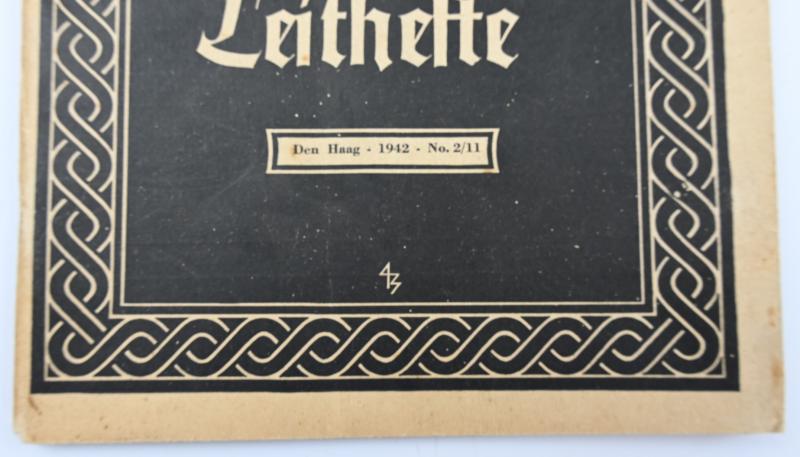 Leithefte
Den Haag - 1942 - No. 2/11